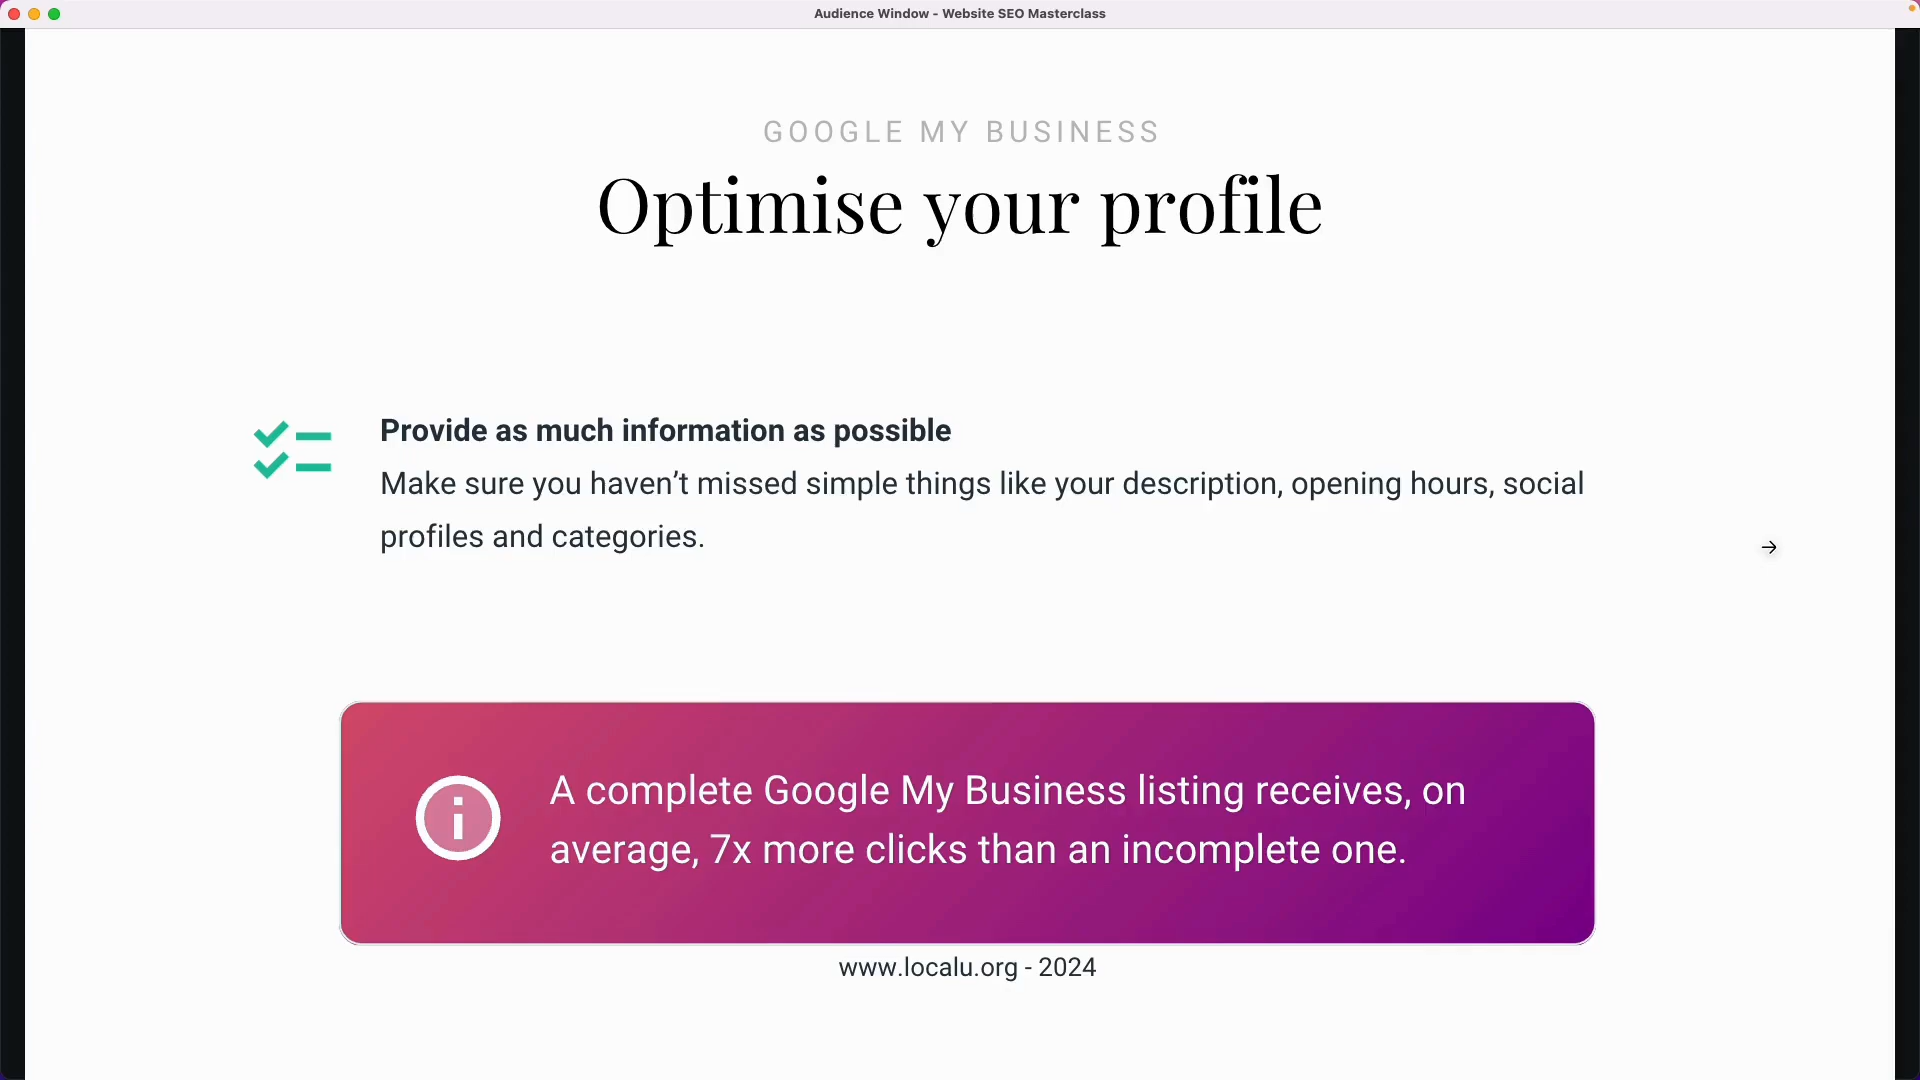 Audience Window - Website SEO Masterclass
GOOGLE MY BUSINESS
Optimise your profile
Provide as much information as possible
Make sure you haven’t missed simple things like your description, opening hours, social
profiles and categories.
A complete Google My Business listing receives, on
average, 7x more clicks than an incomplete one.
www.localu.org - 2024